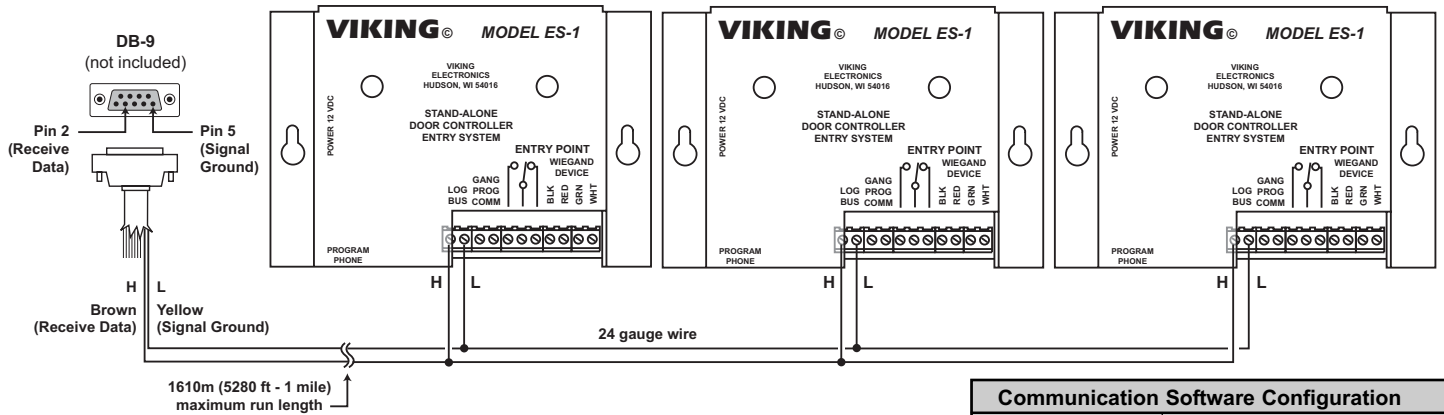 DB-9
(not included)
Pin 2
(Receive
Data)
Pin 5
(Signal
Ground)
H
L
Brown
(Receive Data)
Yellow
(Signal Ground)
1610m (5280 ft - 1 mile)
maximum run length
24 gauge wire
VIKING© MODEL ES-1
VIKING
ELECTRONICS
HUDSON, WI 54016
POWER 12 VDC
STAND-ALONE
DOOR CONTROLLER
ENTRY SYSTEM
ENTRY POINT
WIEGAND
DEVICE
GANG
LOG PROG
BUS COMM
BLK
RED
GRN
WHT
PROGRAM
PHONE
H
L
VIKING© MODEL ES-1
VIKING
ELECTRONICS
HUDSON, WI 54016
POWER 12 VDC
STAND-ALONE
DOOR CONTROLLER
ENTRY SYSTEM
ENTRY POINT
WIEGAND
DEVICE
GANG
LOG PROG
BUS COMM
BLK
RED
GRN
WHT
PROGRAM
PHONE
H
L
VIKING© MODEL ES-1
VIKING
ELECTRONICS
HUDSON, WI 54016
POWER 12 VDC
STAND-ALONE
DOOR CONTROLLER
ENTRY SYSTEM
ENTRY POINT
WIEGAND
DEVICE
GANG
LOG PROG
BUS COMM
BLK
RED
GRN
WHT
PROGRAM
PHONE
H
L
Communication Software Configuration